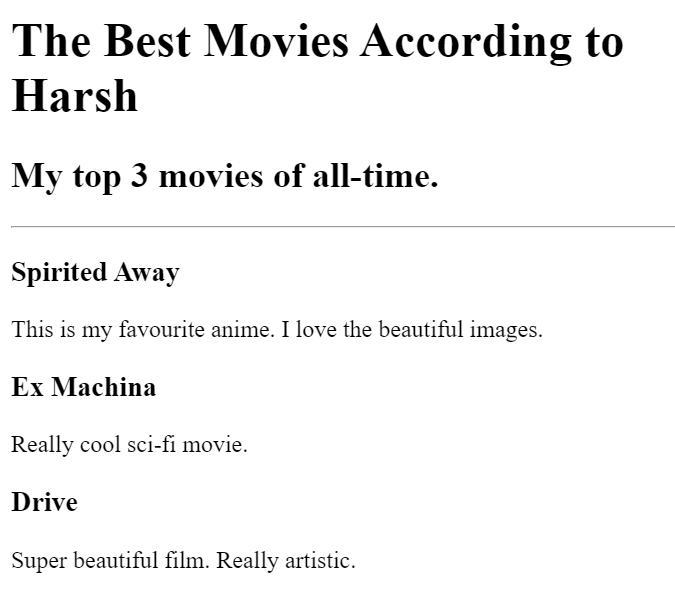 The Best Movies According to
Harsh
My top 3 movies of all-time.
Spirited Away
This is my favourite anime. I love the beautiful images.
Ex Machina
Really cool sci-fi movie.
Drive
Super beautiful film. Really artistic.